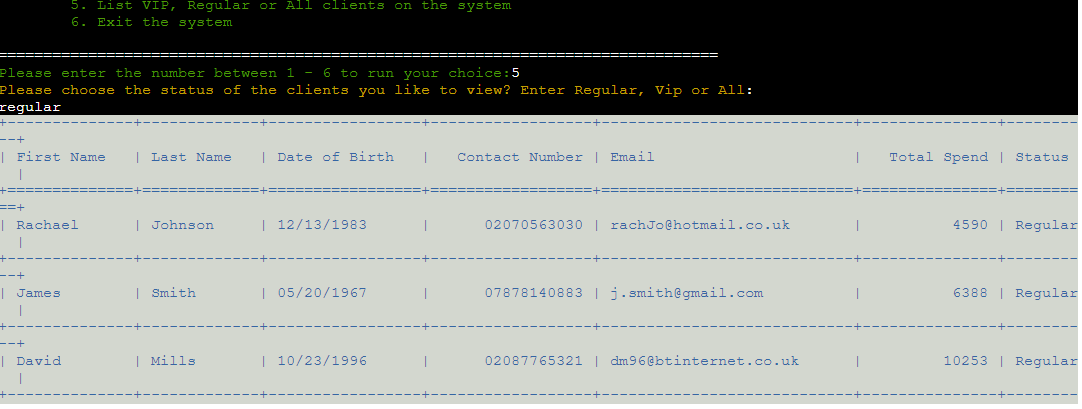 5. List VIP, Regular or All clients on the system
6. Exit the system
================================================================================
Please enter the number between 1 - 6 to run your choice:5
Please choose the status of the clients you like to view? Enter Regular, Vip or All:
regular
+--------------+-------------+-----------------+------------------+----------------------------+---------------+--------
--+
| First Name   | Last Name   | Date of Birth   |   Contact Number | Email                      |   Total Spend | Status
  |
+==============+=============+=================+==================+============================+===============+========
==+
| Rachael      | Johnson     | 12/13/1983      |      02070563030 | rachJo@hotmail.co.uk       |          4590 | Regular
  |
+--------------+-------------+-----------------+------------------+----------------------------+---------------+--------
--+
| James        | Smith       | 05/20/1967      |      07878140883 | j.smith@gmail.com          |          6388 | Regular
  |
+--------------+-------------+-----------------+------------------+----------------------------+---------------+--------
--+
| David        | Mills       | 10/23/1996      |      02087765321 | dm96@btinternet.co.uk      |         10253 | Regular
  |
+--------------+-------------+-----------------+------------------+----------------------------+---------------+--------